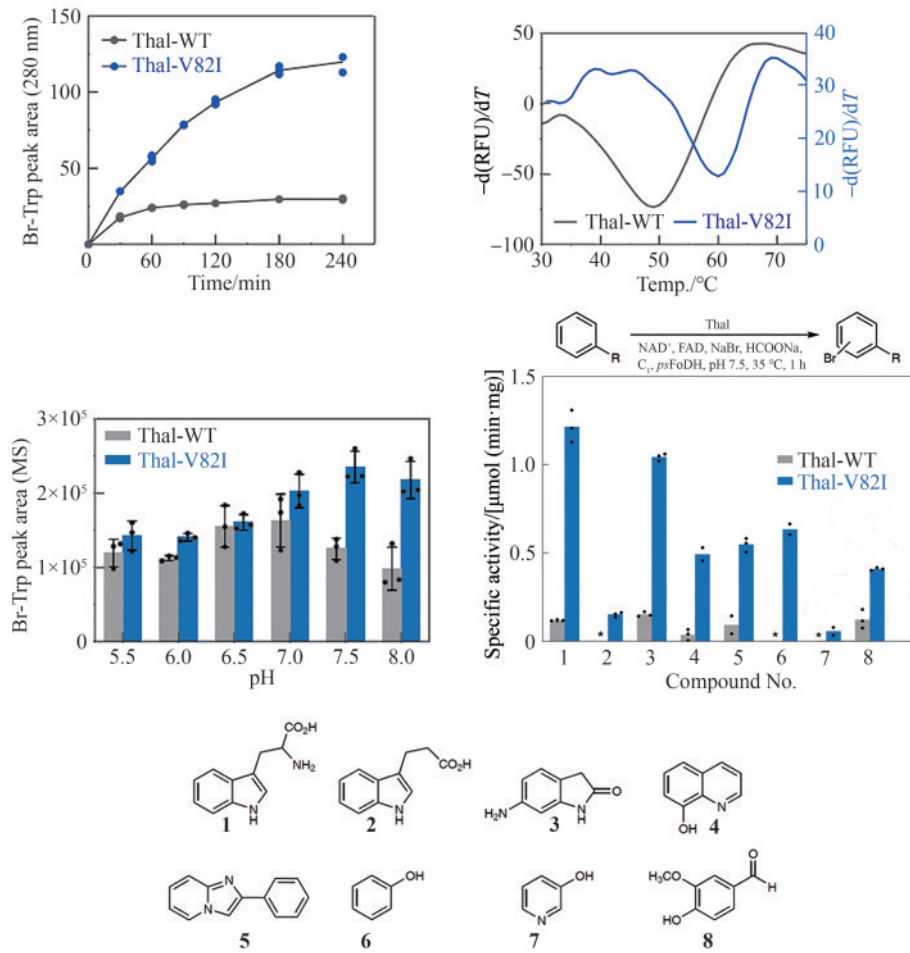 Br-Trp peak area (280 nm)
150
100
50
0
60
120
180
240
Time/min
Thal-WT
Thal-V82I
−d(RFU)/dT
50
0
−50
−100
30
40
50
60
70
Temp./°C
Thal-WT
Thal-V82I
40
30
20
10
0
−d(RFU)/dT
Thal
NAD⁺, FAD, NaBr, HCOONa,
C₁, psFoDH, pH 7.5, 35 °C, 1 h
R
Br
R
Br-Trp peak area (MS)
3×10⁵
2×10⁵
1×10⁵
0
5.5
6.0
6.5
7.0
7.5
8.0
pH
Thal-WT
Thal-V82I
Specific activity/[μmol (min·mg)]
1.5
1.0
0.5
0
* * *
1
2
3
4
5
6
7
8
Compound No.
Thal-WT
Thal-V82I
CO₂H
NH₂
N
H
1
CO₂H
N
H
2
H₂N
N
H
O
3
N
OH
4
N
N
5
OH
6
OH
N
7
O
H₃CO
H
HO
8